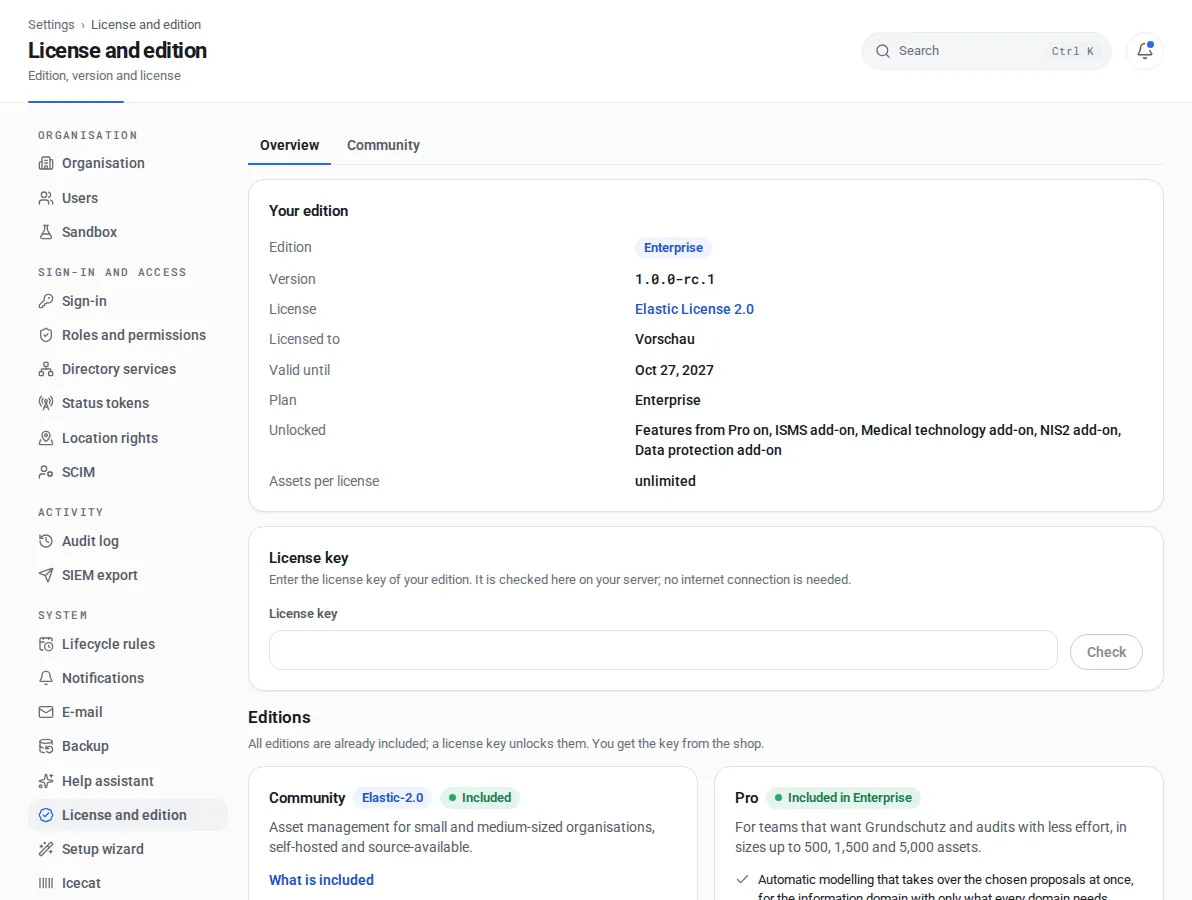 Settings › License and edition
License and edition
Edition, version and license
Search Ctrl K
ORGANISATION
Organisation
Users
Sandbox
SIGN-IN AND ACCESS
Sign-in
Roles and permissions
Directory services
Status tokens
Location rights
SCIM
ACTIVITY
Audit log
SIEM export
SYSTEM
Lifecycle rules
Notifications
E-mail
Backup
Help assistant
License and edition
Setup wizard
Icecat
Overview Community
Your edition
Edition Enterprise
Version 1.0.0-rc.1
License Elastic License 2.0
Licensed to Vorschau
Valid until Oct 27, 2027
Plan Enterprise
Unlocked Features from Pro on, ISMS add-on, Medical technology add-on, NIS2 add-on,
Data protection add-on
Assets per license unlimited
License key
Enter the license key of your edition. It is checked here on your server; no internet connection is needed.
License key
Check
Editions
All editions are already included; a license key unlocks them. You get the key from the shop.
Community Elastic-2.0 Included
Asset management for small and medium-sized organisations,
self-hosted and source-available.
What is included
Pro Included in Enterprise
For teams that want Grundschutz and audits with less effort, in
sizes up to 500, 1,500 and 5,000 assets.
Automatic modelling that takes over the chosen proposals at once,
for the information domain with only what every domain needs